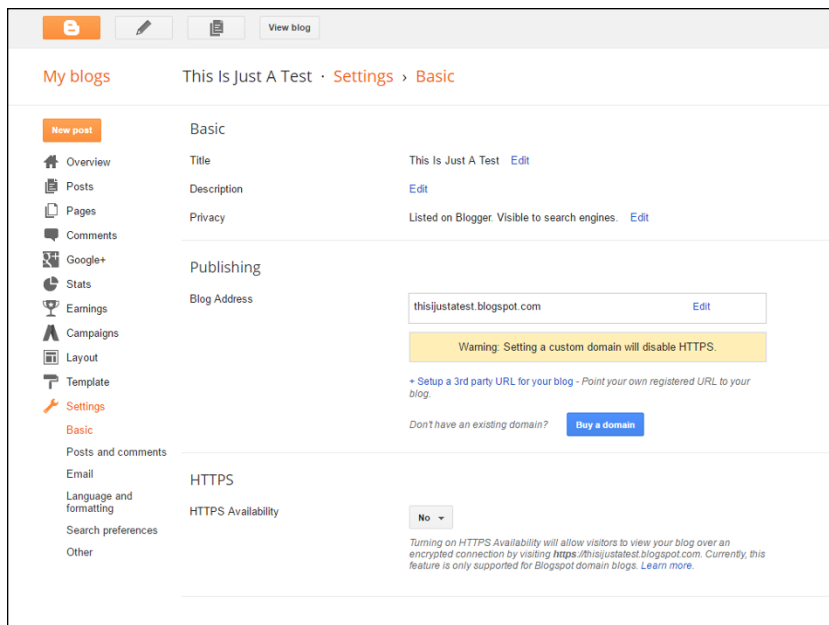 View blog
My blogs
This Is Just A Test · Settings › Basic
New post
Overview
Posts
Pages
Comments
Google+
Stats
Earnings
Campaigns
Layout
Template
Settings
Basic
Posts and comments
Email
Language and
formatting
Search preferences
Other
Basic
Title This Is Just A Test Edit
Description Edit
Privacy Listed on Blogger. Visible to search engines. Edit
Publishing
Blog Address thisijustatest.blogspot.com Edit
Warning: Setting a custom domain will disable HTTPS.
+ Setup a 3rd party URL for your blog - Point your own registered URL to your
blog.
Don't have an existing domain? Buy a domain
HTTPS
HTTPS Availability No
Turning on HTTPS Availability will allow visitors to view your blog over an
encrypted connection by visiting https://thisijustatest.blogspot.com. Currently, this
feature is only supported for Blogspot domain blogs. Learn more.